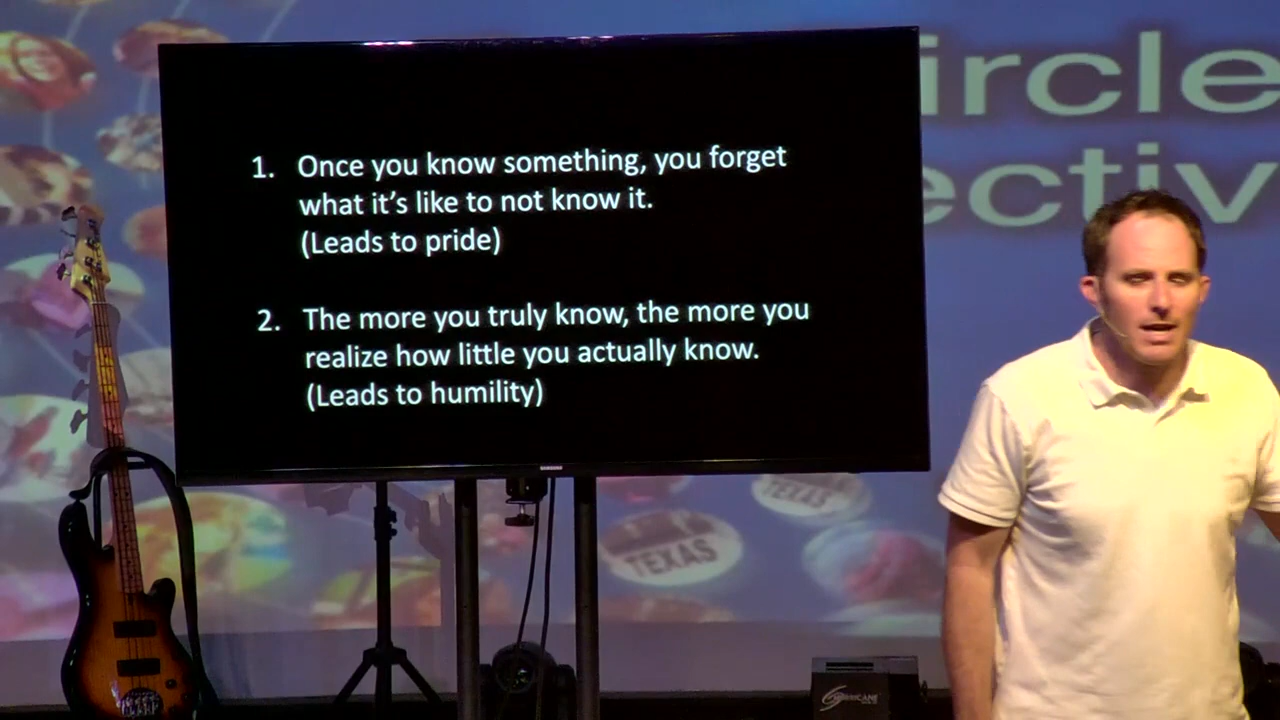 ircle
ectiv
1. Once you know something, you forget
what it's like to not know it.
(Leads to pride)
2. The more you truly know, the more you
realize how little you actually know.
(Leads to humility)
TEXAS
TEXAS
HURRICANE